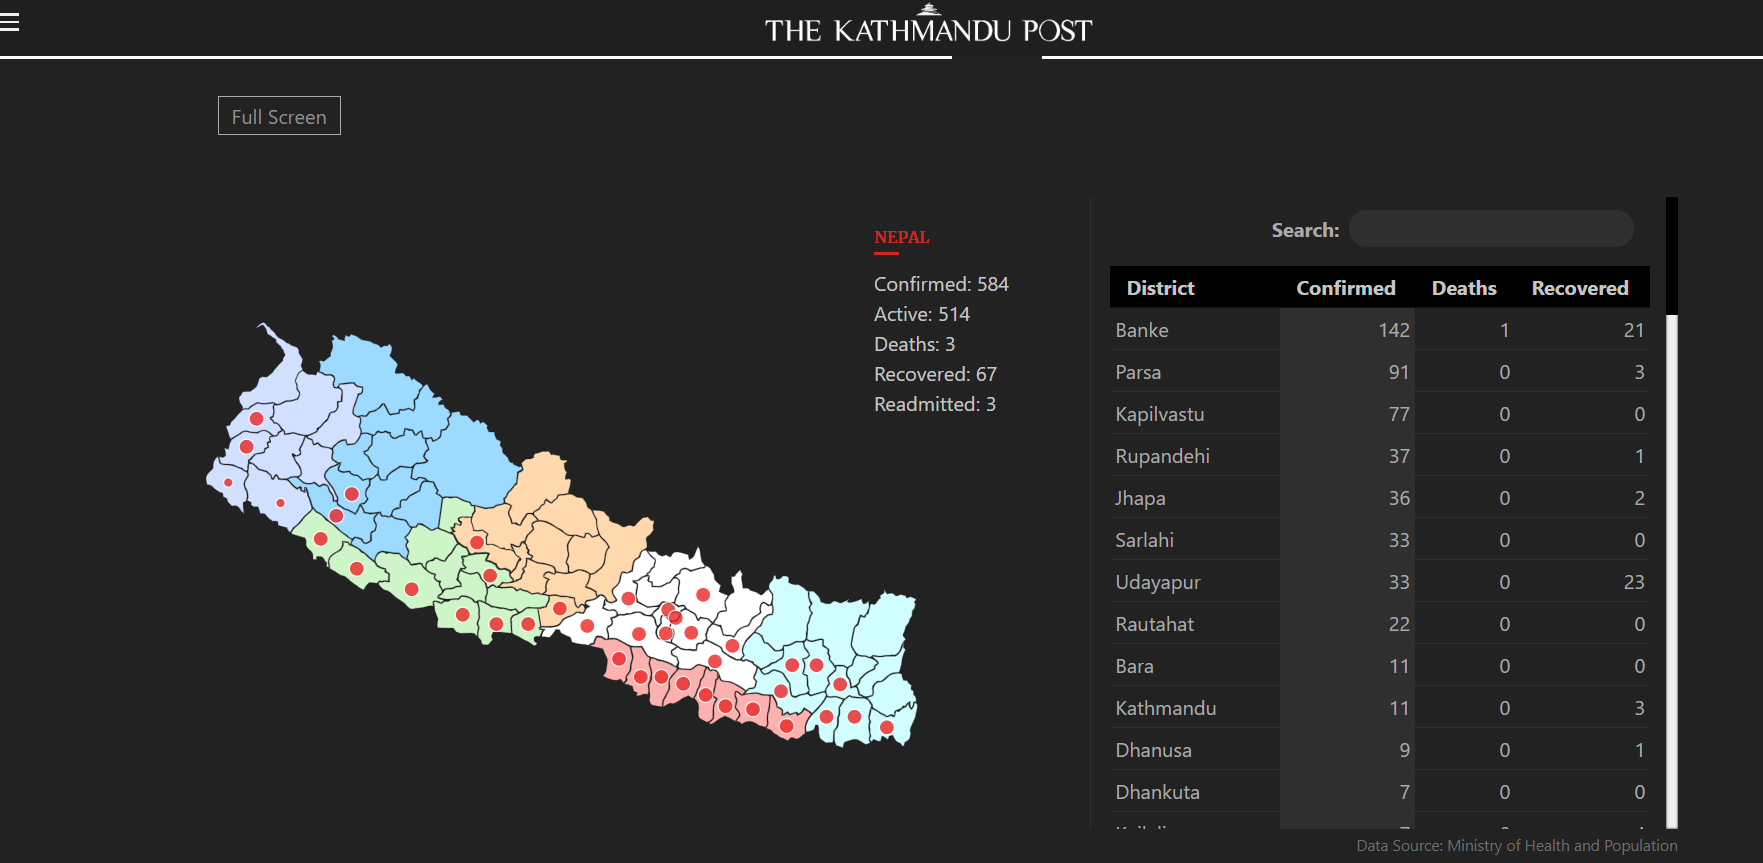 THE KATHMANDU POST
Full Screen
NEPAL
Confirmed: 584
Active: 514
Deaths: 3
Recovered: 67
Readmitted: 3
Search:
District Confirmed Deaths Recovered
Banke 142 1 21
Parsa 91 0 3
Kapilvastu 77 0 0
Rupandehi 37 0 1
Jhapa 36 0 2
Sarlahi 33 0 0
Udayapur 33 0 23
Rautahat 22 0 0
Bara 11 0 0
Kathmandu 11 0 3
Dhanusa 9 0 1
Dhankuta 7 0 0
Data Source: Ministry of Health and Population